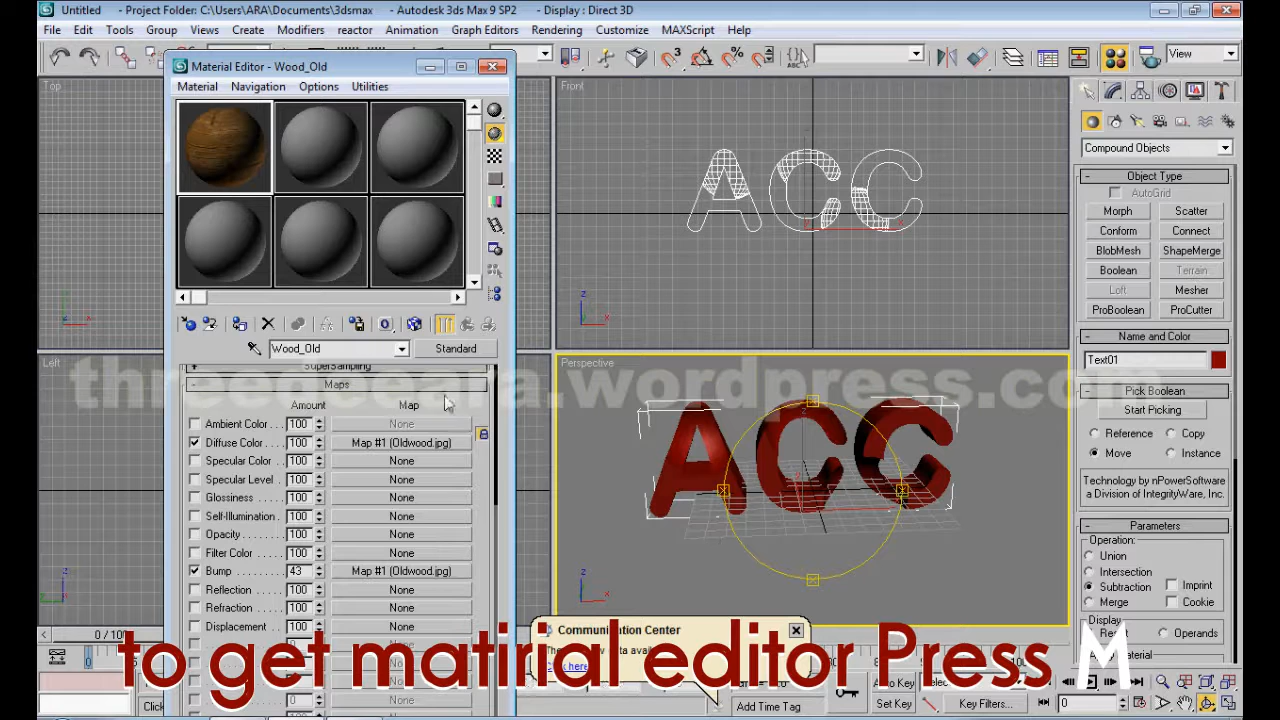 Untitled - Project Folder: C:\Users\ARA\Documents\3dsmax - Autodesk 3ds Max 9 SP2 - Display : Direct 3D
File Edit Tools Group Views Create Modifiers reactor Animation Graph Editors Rendering Customize MAXScript Help
View
Material Editor - Wood_Old
Material Navigation Options Utilities
Wood_Old
Standard
SuperSampling
Maps
Amount Map
Ambient Color 100 None
Diffuse Color 100 Map #1 (Oldwood.jpg)
Specular Color 100 None
Specular Level 100 None
Glossiness 100 None
Self-Illumination 100 None
Opacity 100 None
Filter Color 100 None
Bump 43 Map #1 (Oldwood.jpg)
Reflection 100 None
Refraction 100 None
Displacement 100 None
0
Top
Left
Front
ACC
Perspective
ACC
Compound Objects
Object Type
AutoGrid
Morph Scatter
Conform Connect
BlobMesh ShapeMerge
Boolean Terrain
Loft Mesher
ProBoolean ProCutter
Name and Color
Text01
Pick Boolean
Start Picking
Reference Copy
Move Instance
Technology by nPowerSoftware
a Division of IntegrityWare, Inc.
Parameters
Operation:
Union
Intersection
Subtraction Imprint
Merge Cookie
Display
Result Operands
Material
threedceara.wordpress.com
Communication Center
Click here
0 / 100
to get matirial editor Press M
Add Time Tag
Auto Key
Set Key
Key Filters...
0